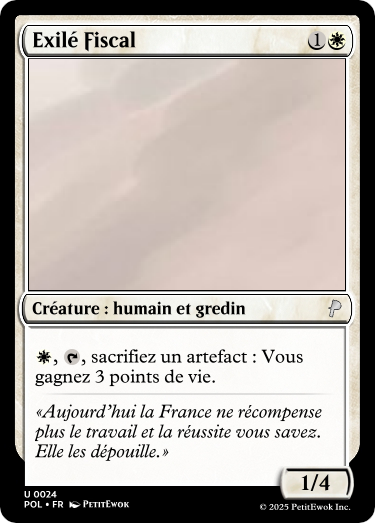 Exilé Fiscal 1
Créature : humain et gredin
, , sacrifiez un artefact : Vous
gagnez 3 points de vie.
«Aujourd'hui la France ne récompense
plus le travail et la réussite vous savez.
Elle les dépouille.»
1/4
U 0024
POL • FR PETITEWOK
© 2025 PetitEwok Inc.